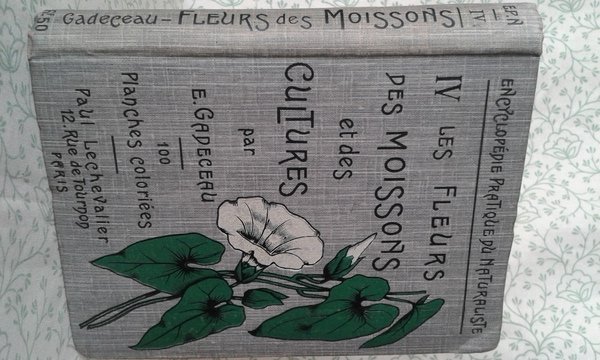 ENCYCLOPÉDIE PRATIQUE DU NATURALISTE
IV LES FLEURS
DES MOISSONS
et des
CULTURES
par
E. GADECEAU
100
Planches coloriées
Paul Lechevalier
12. Rue de Tournon
PARIS
Gadeceau - FLEURS des MOISSONS IV E.P.N